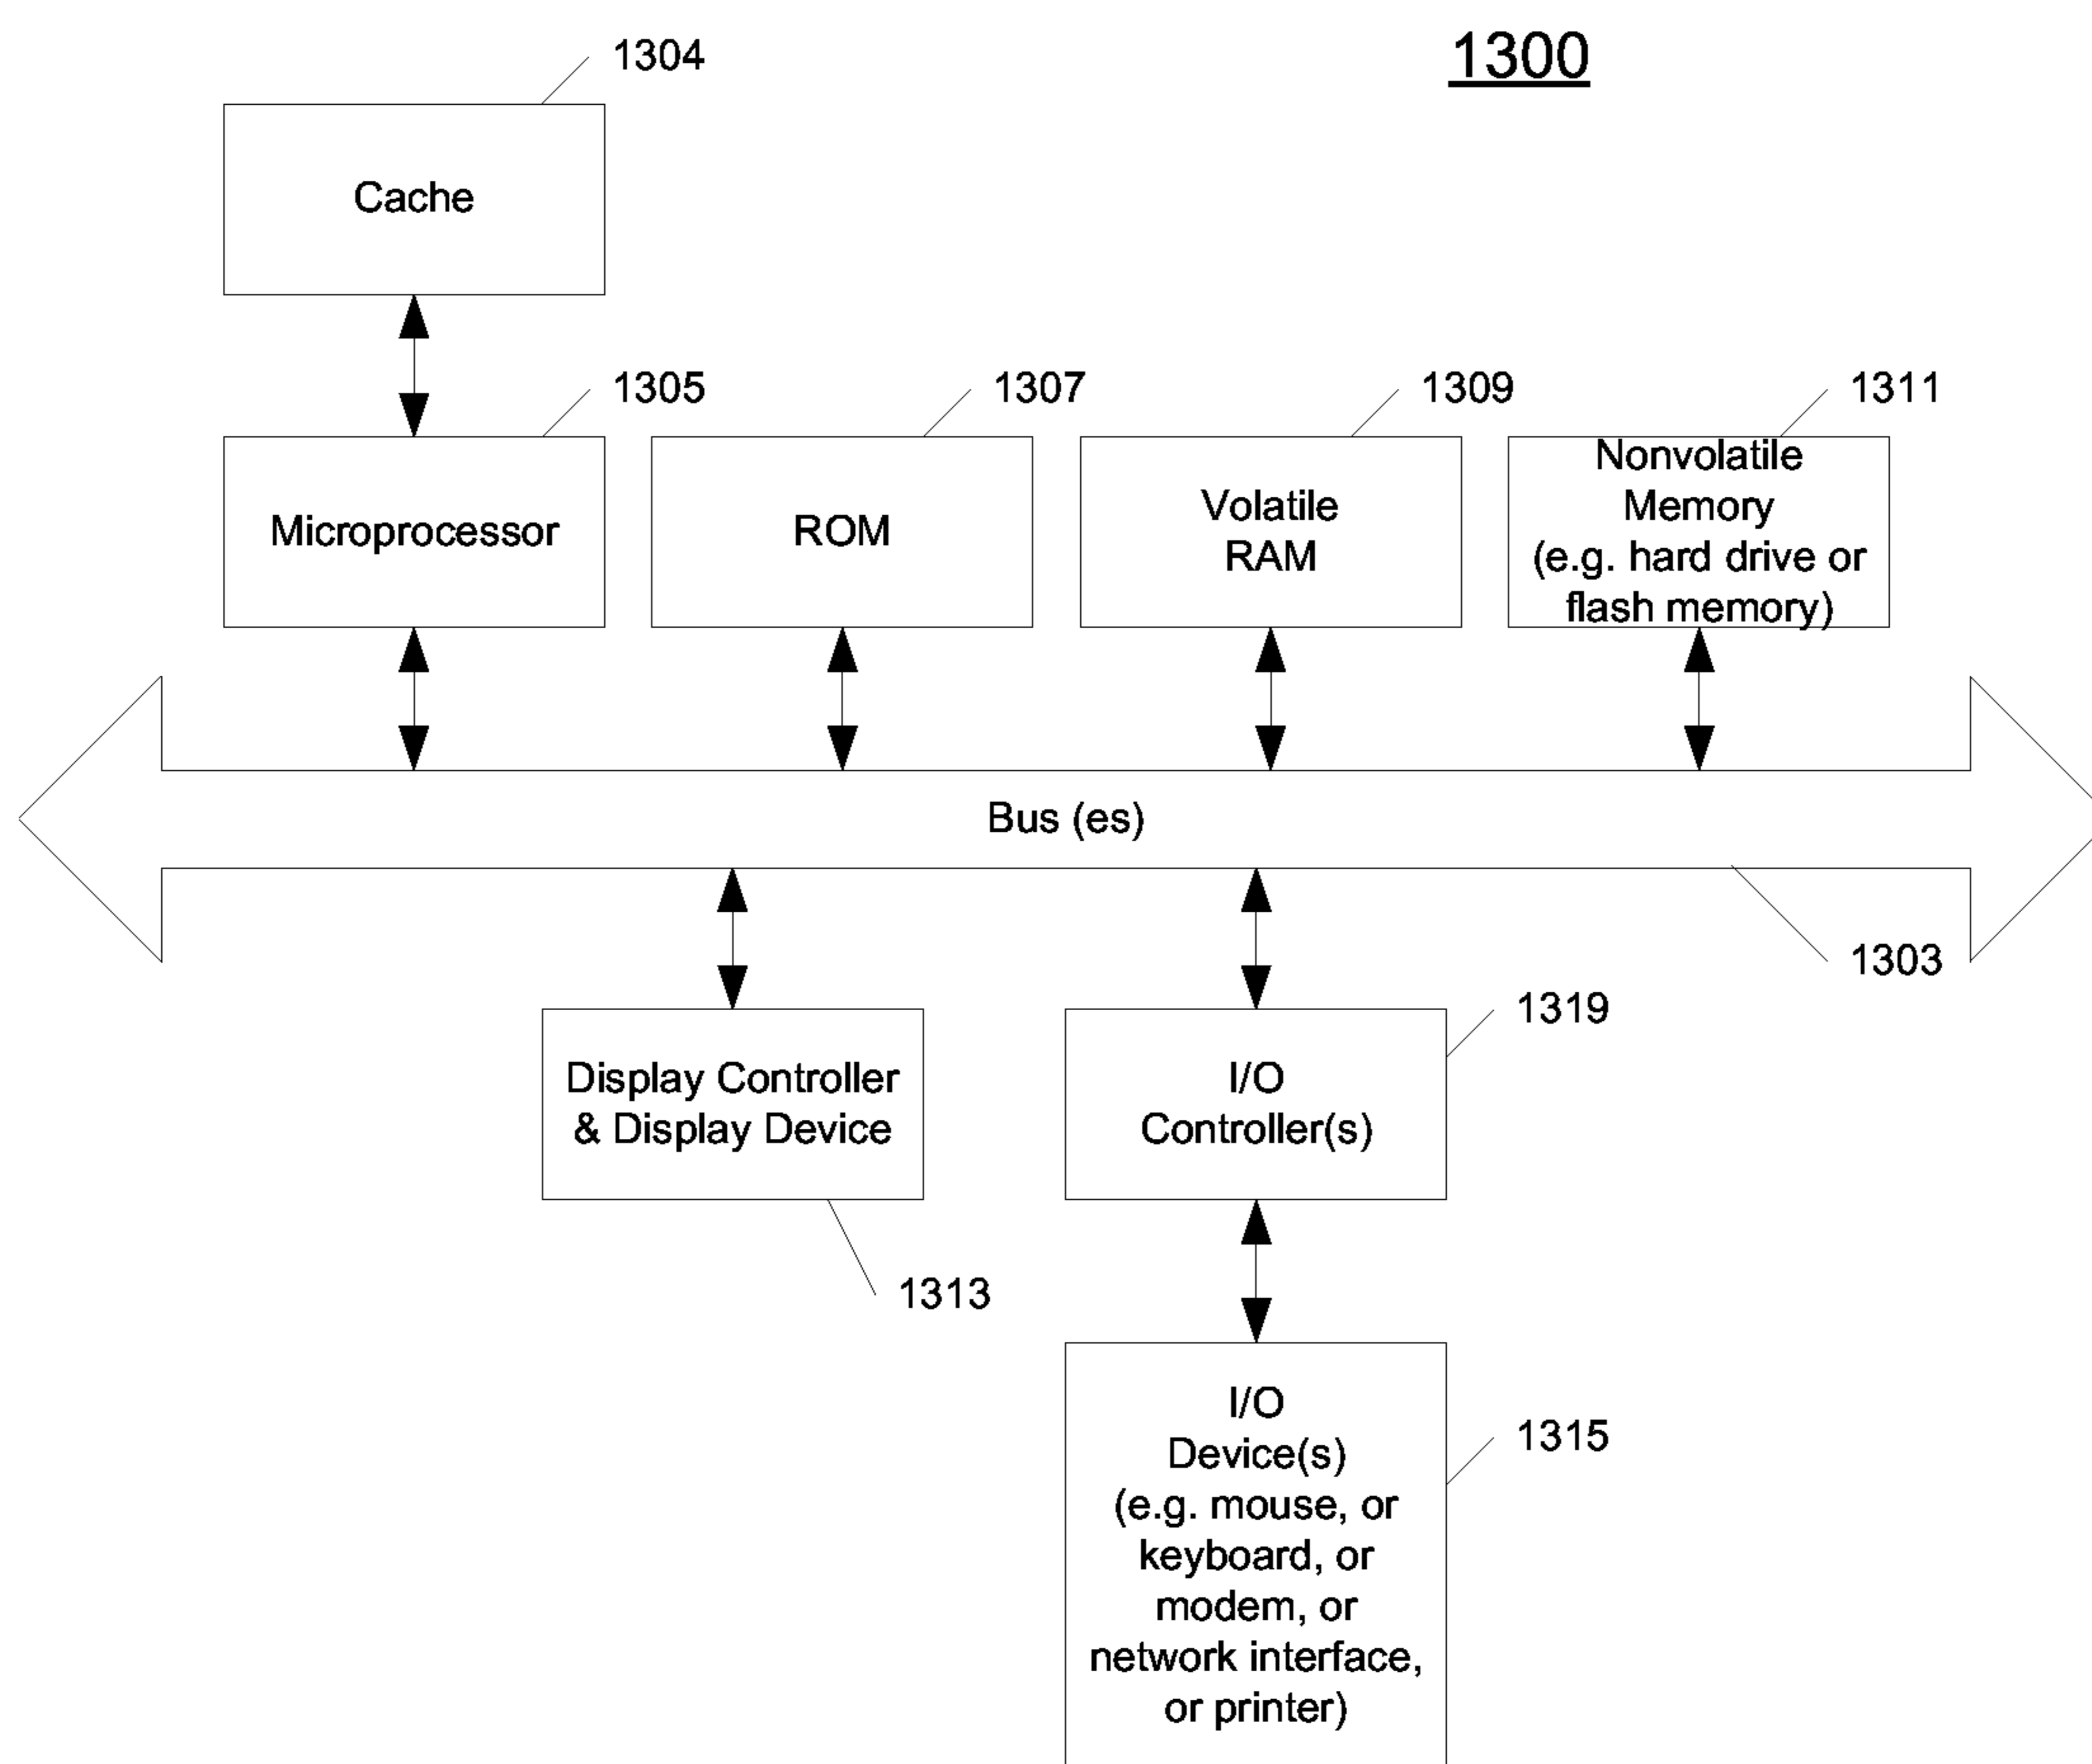 1300
1304
Cache
1305
1307
1309
1311
Microprocessor
ROM
Volatile
RAM
Nonvolatile
Memory
(e.g. hard drive or
flash memory)
Bus (es)
1303
Display Controller
& Display Device
1313
1319
I/O
Controller(s)
1315
I/O
Device(s)
(e.g. mouse, or
keyboard, or
modem, or
network interface,
or printer)